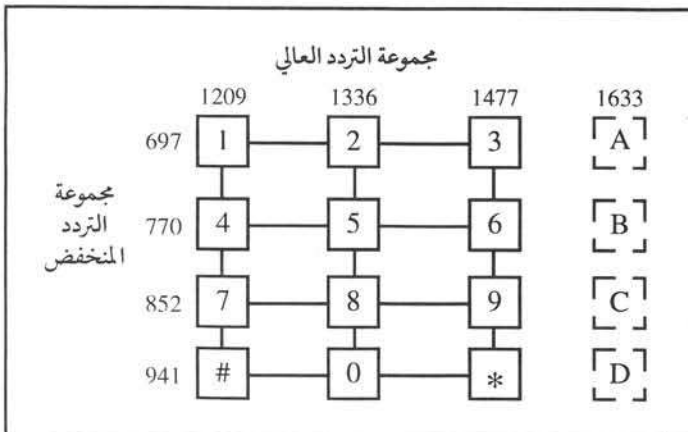 مجموعة التردد العالي
1209 1336 1477 1633
697 1 2 3 A
مجموعة
التردد
المنخفض
770 4 5 6 B
852 7 8 9 C
941 # 0 * D